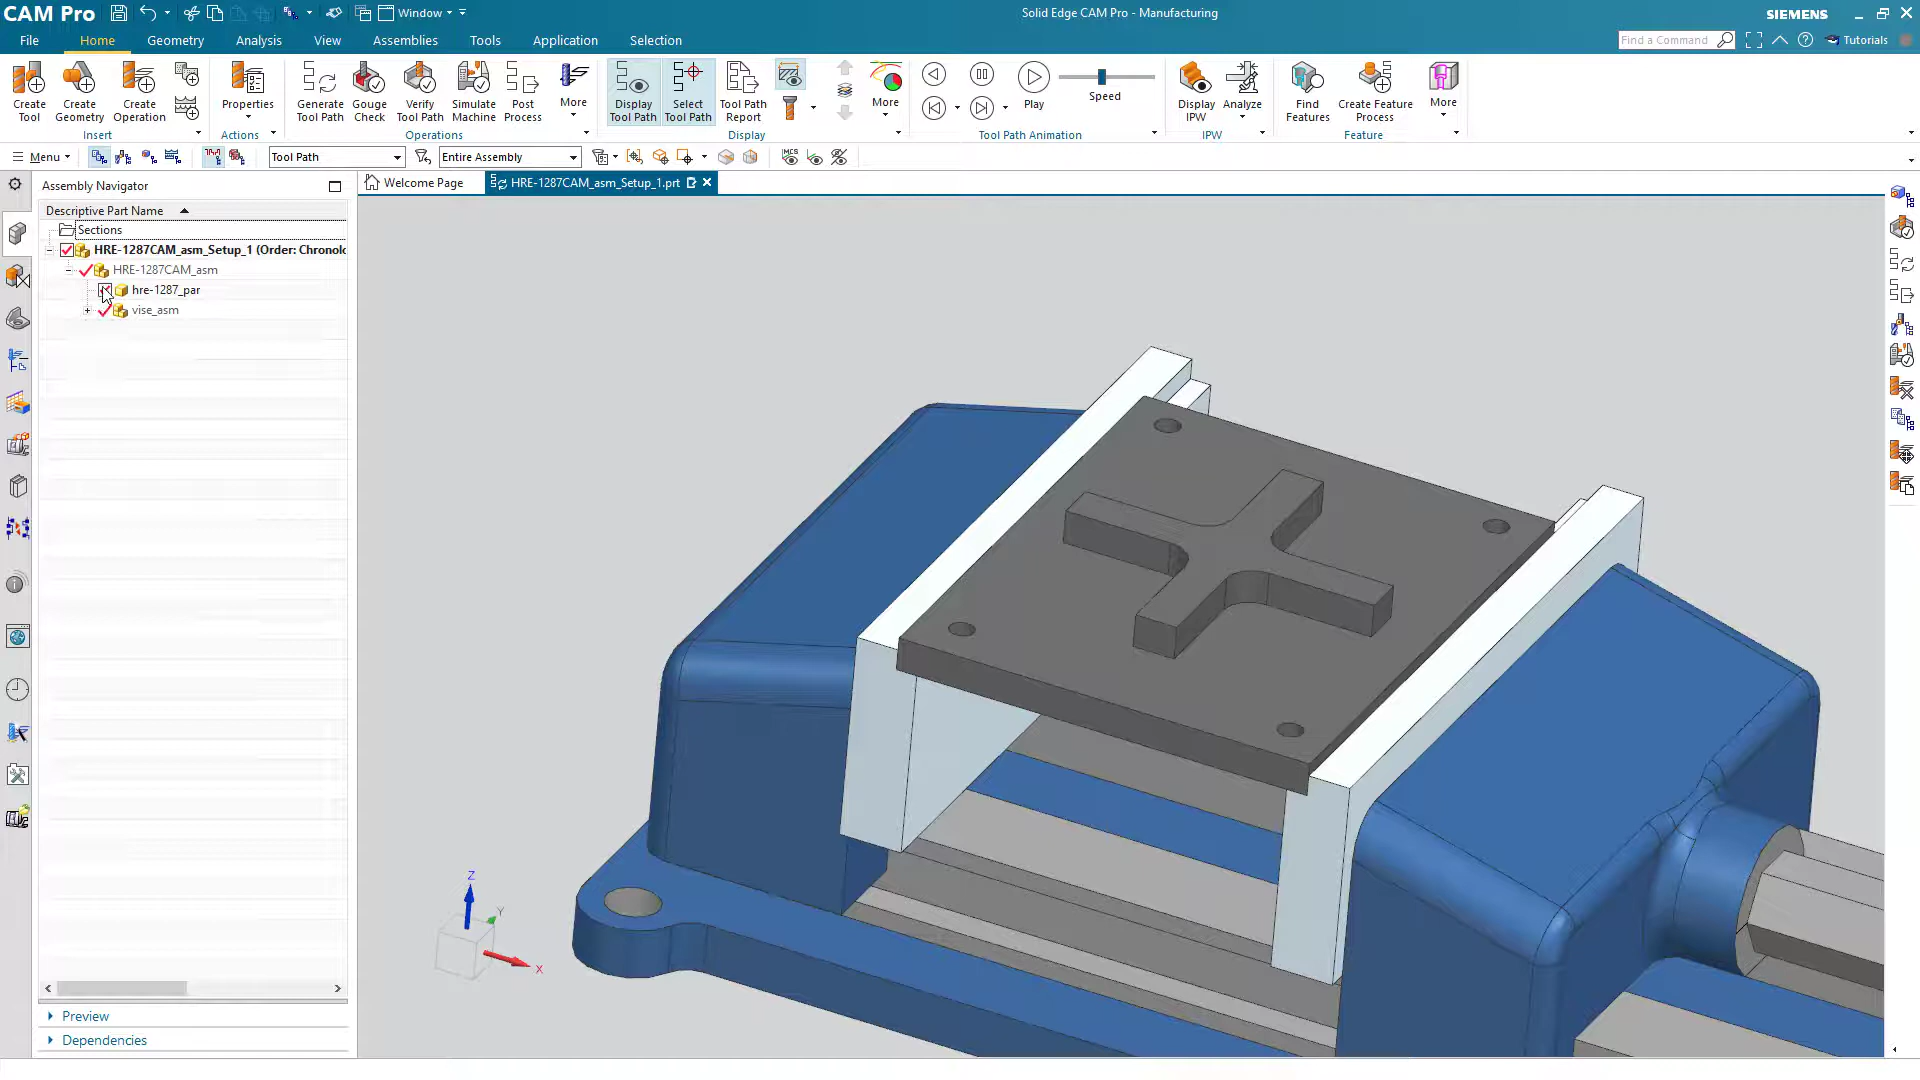 CAM Pro
Window
Solid Edge CAM Pro - Manufacturing
SIEMENS
File
Home
Geometry
Analysis
View
Assemblies
Tools
Application
Selection
Find a Command
Tutorials
Create Tool
Create Geometry
Create Operation
Properties
Generate Tool Path
Gouge Check
Verify Tool Path
Simulate Machine
Post Process
More
Display Tool Path
Select Tool Path
Tool Path Report
More
Play
Speed
Display IPW
Analyze
Find Features
Create Feature Process
More
Insert
Actions
Operations
Display
Tool Path Animation
IPW
Feature
Menu
Tool Path
Entire Assembly
MCS
Assembly Navigator
Welcome Page
HRE-1287CAM_asm_Setup_1.prt
Descriptive Part Name
Sections
HRE-1287CAM_asm_Setup_1 (Order: Chronolo
HRE-1287CAM_asm
hre-1287_par
vise_asm
Z
Y
X
Preview
Dependencies